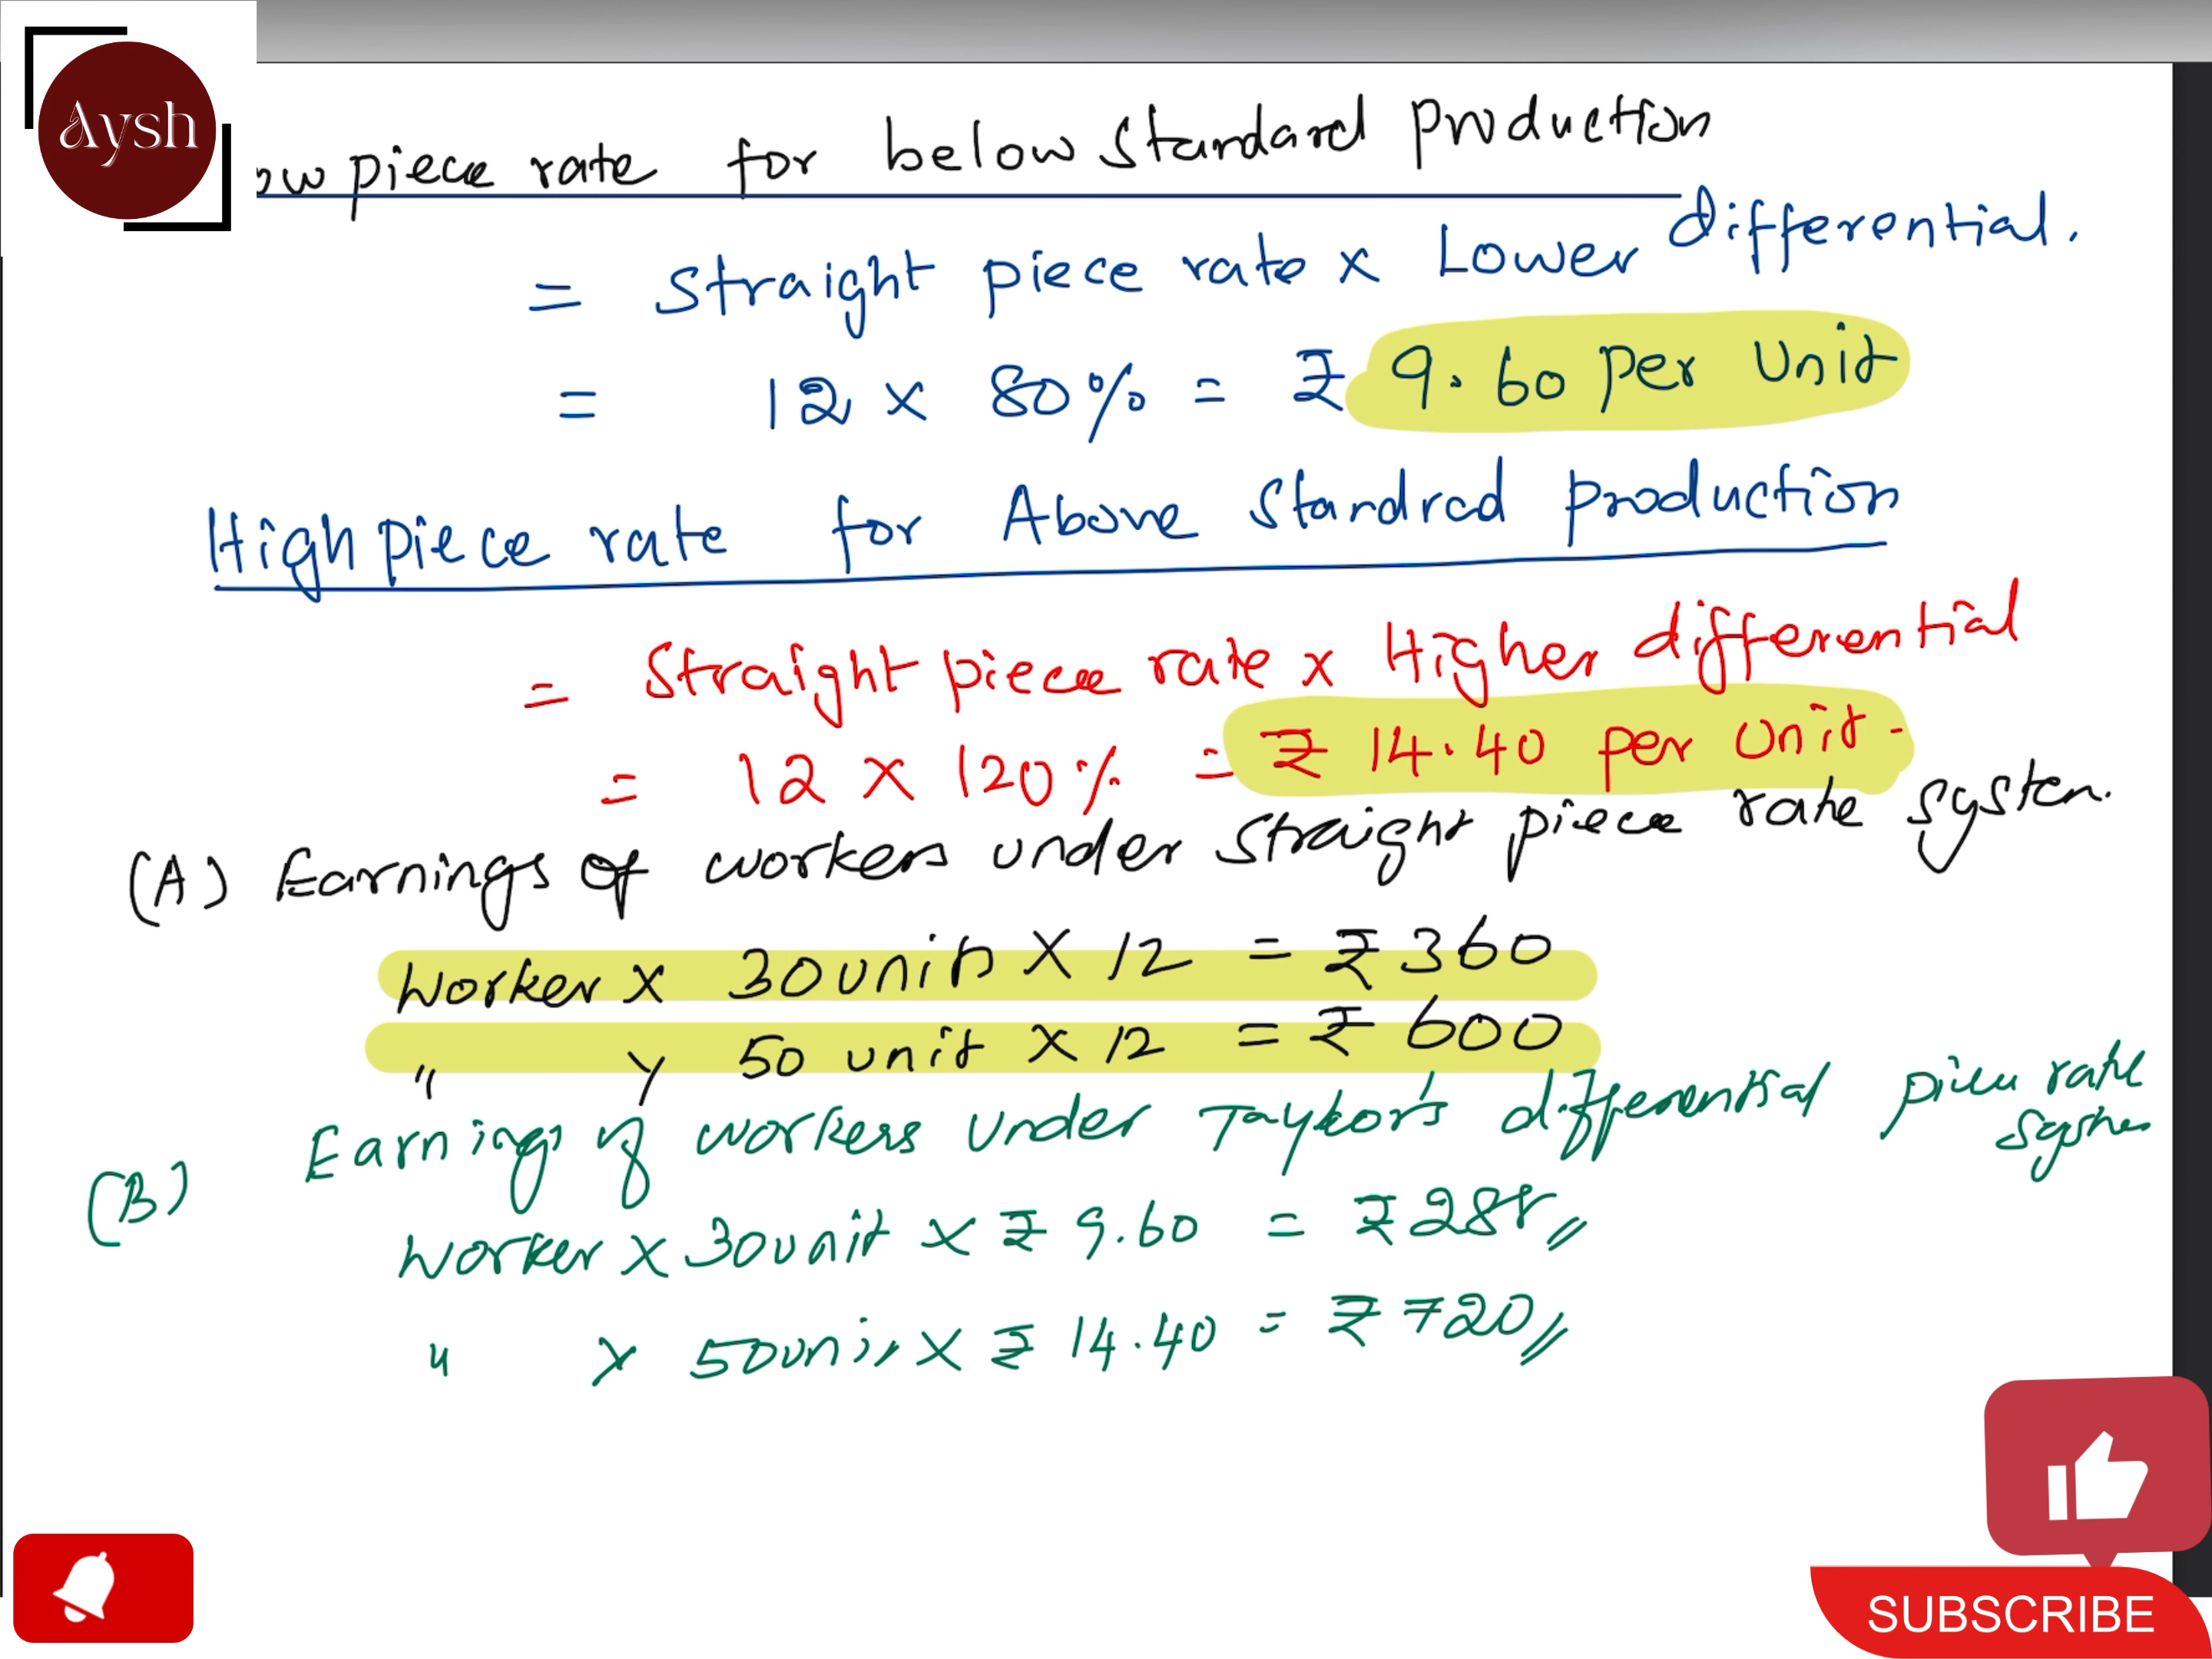 Aysh
ow piece rate for below standard production
= Straight piece rate x Lower differential.
= 12 x 80% = ₹ 9.60 per Unit
High piece rate for Above Standrad production
= Straight piece rate x Higher differential
= 12 x 120% = ₹ 14.40 per unit.
(A) Earnings of workers under Straight piece rate system.
Worker x 30 units x 12 = ₹ 360
" y 50 unit x 12 = ₹ 600
(B) Earnings of workers under Taylor's differential piece rate system
Worker x 30 unit x ₹ 9.60 = ₹ 288
" x 50 unit x ₹ 14.40 = ₹ 720
SUBSCRIBE